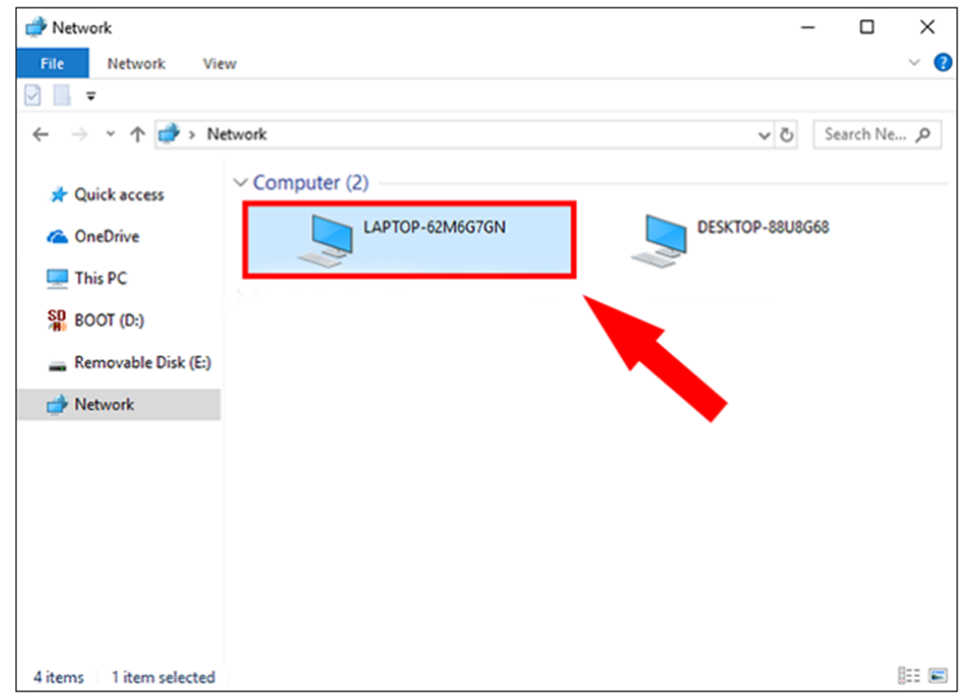 Network
File Network View
?
> Network
Search Ne...
Quick access
OneDrive
This PC
BOOT (D:)
Removable Disk (E:)
Network
Computer (2)
LAPTOP-62M6G7GN
DESKTOP-88U8G68
4 items 1 item selected